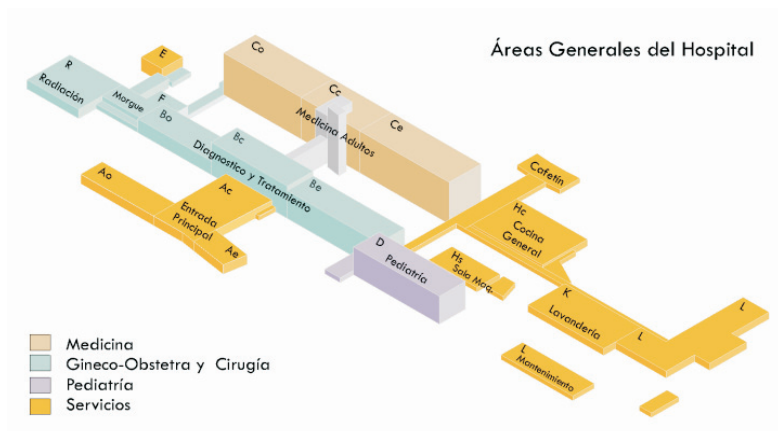 Áreas Generales del Hospital
E
Co
R
Radiación
Cc
Morgue
F
Ba
Medicina Adultos
Ce
Bc
Diagnostico y Tratamiento
Be
Ao
Ac
Entrada
Principal
Ae
Cafetín
Hc
Cocina
General
D
Pediatría
Hs
Sala Maq.
K
Lavandería
L
L
L
Mantenimiento
Medicina
Gineco-Obstetra y Cirugía
Pediatría
Servicios